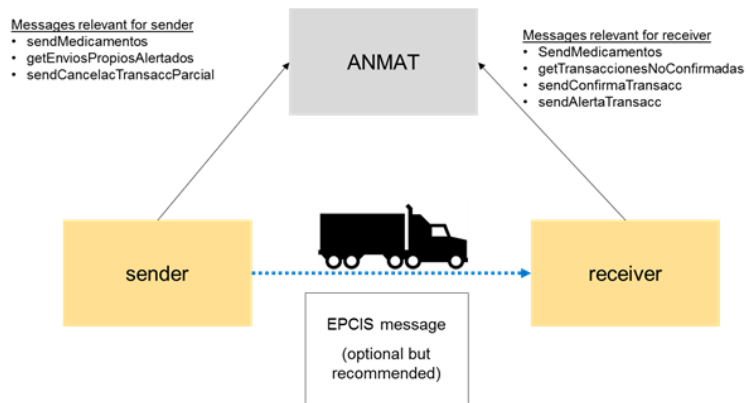 Messages relevant for sender
• sendMedicamentos
• getEnviosPropiosAlertados
• sendCancelacTransaccParcial
ANMAT
Messages relevant for receiver
• SendMedicamentos
• getTransaccionesNoConfirmadas
• sendConfirmaTransacc
• sendAlertaTransacc
sender
receiver
EPCIS message
(optional but
recommended)